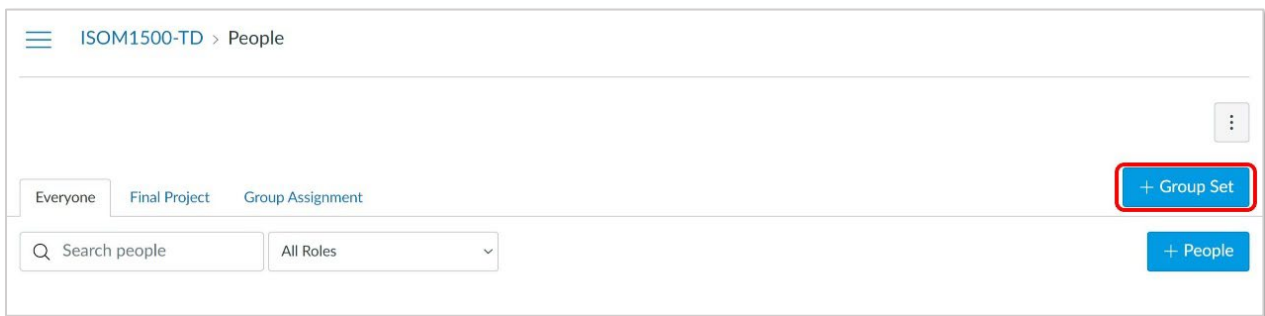 ISOM1500-TD > People
+ Group Set
Everyone Final Project Group Assignment
Search people All Roles + People